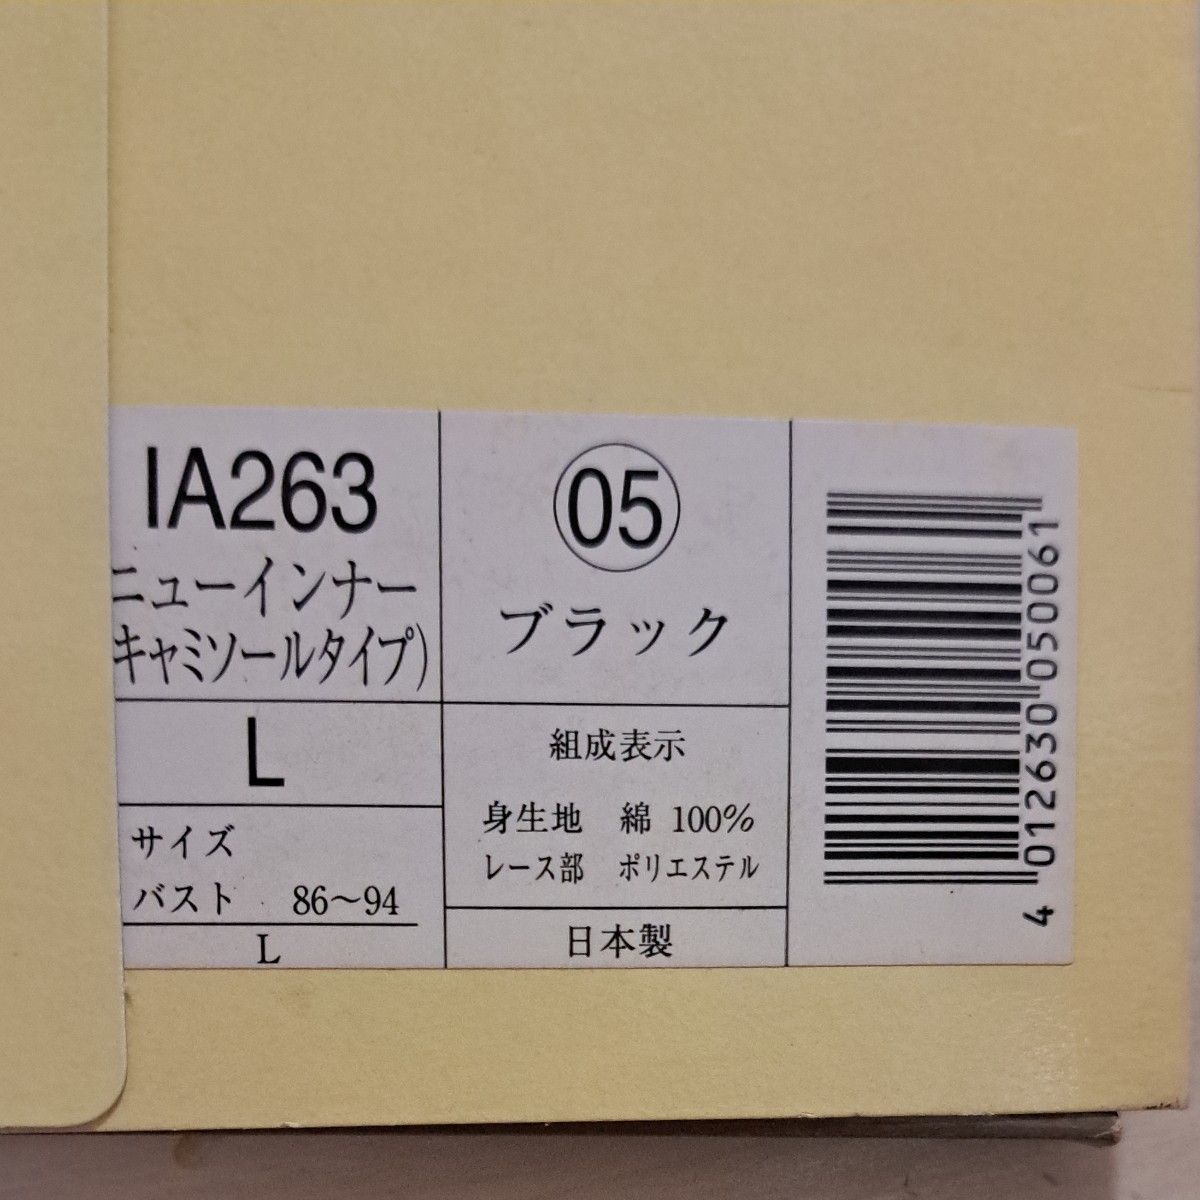 IA263
ニューインナー
(キャミソールタイプ)
L
サイズ
バスト 86〜94
L
05
ブラック
組成表示
身生地 綿 100%
レース部 ポリエステル
日本製
4 012630 050061